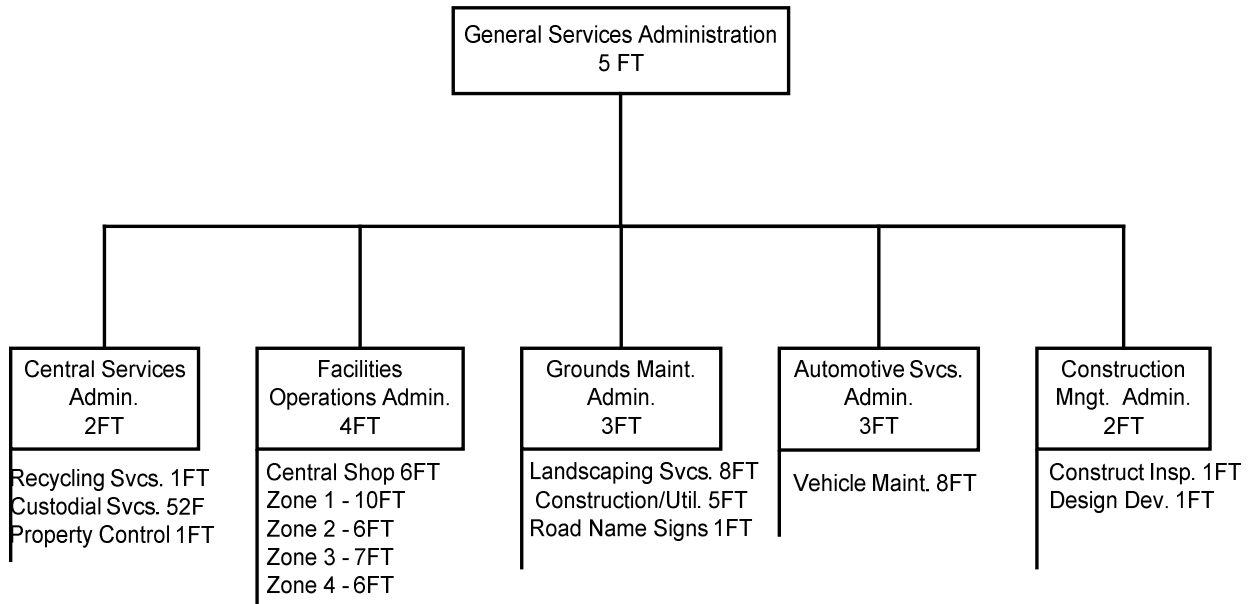 General Services Administration
5 FT
Central Services
Admin.
2FT
Recycling Svcs. 1FT
Custodial Svcs. 52F
Property Control 1FT
Facilities
Operations Admin.
4FT
Central Shop 6FT
Zone 1 - 10FT
Zone 2 - 6FT
Zone 3 - 7FT
Zone 4 - 6FT
Grounds Maint.
Admin.
3FT
Landscaping Svcs. 8FT
Construction/Util. 5FT
Road Name Signs 1FT
Automotive Svcs.
Admin.
3FT
Vehicle Maint. 8FT
Construction
Mngt. Admin.
2FT
Construct Insp. 1FT
Design Dev. 1FT